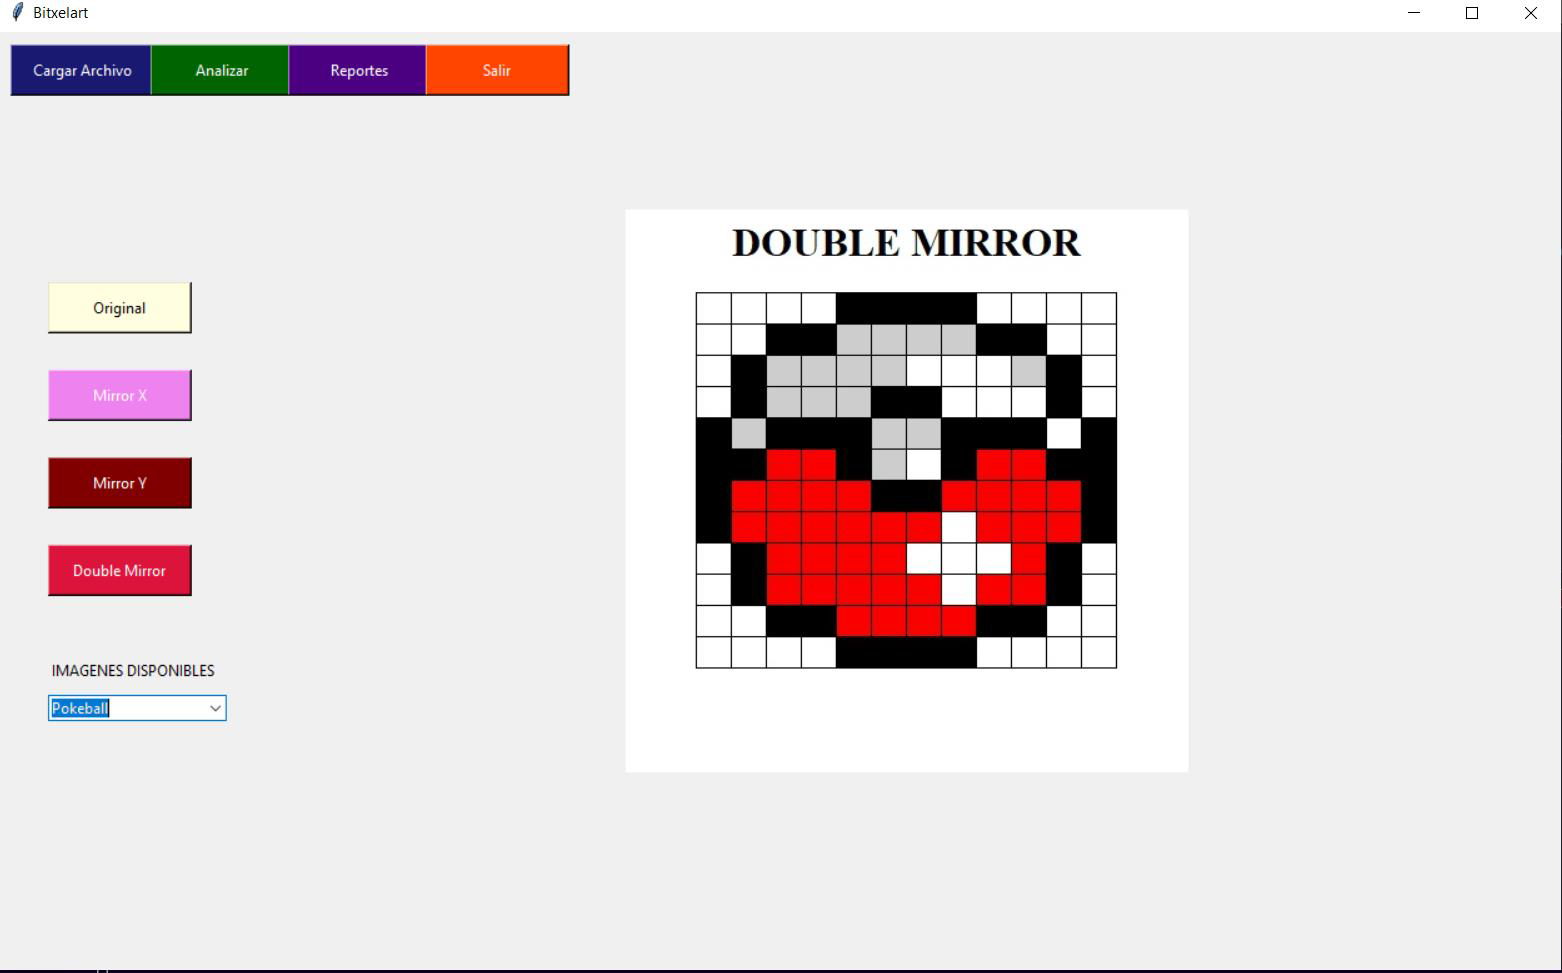 Bitxelart
Cargar Archivo Analizar Reportes Salir
DOUBLE MIRROR
Original
Mirror X
Mirror Y
Double Mirror
IMAGENES DISPONIBLES
Pokeball